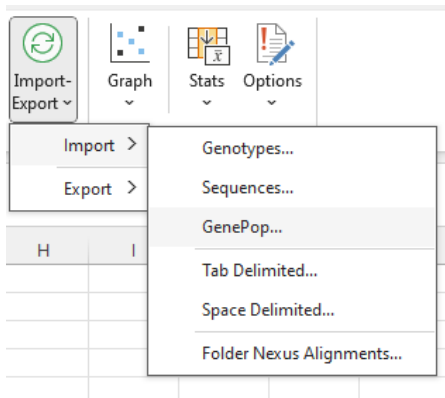 x̄
Import-
Export
Graph
Stats
Options
Import >
Export >
Genotypes...
Sequences...
GenePop...
Tab Delimited...
Space Delimited...
Folder Nexus Alignments...
H
I